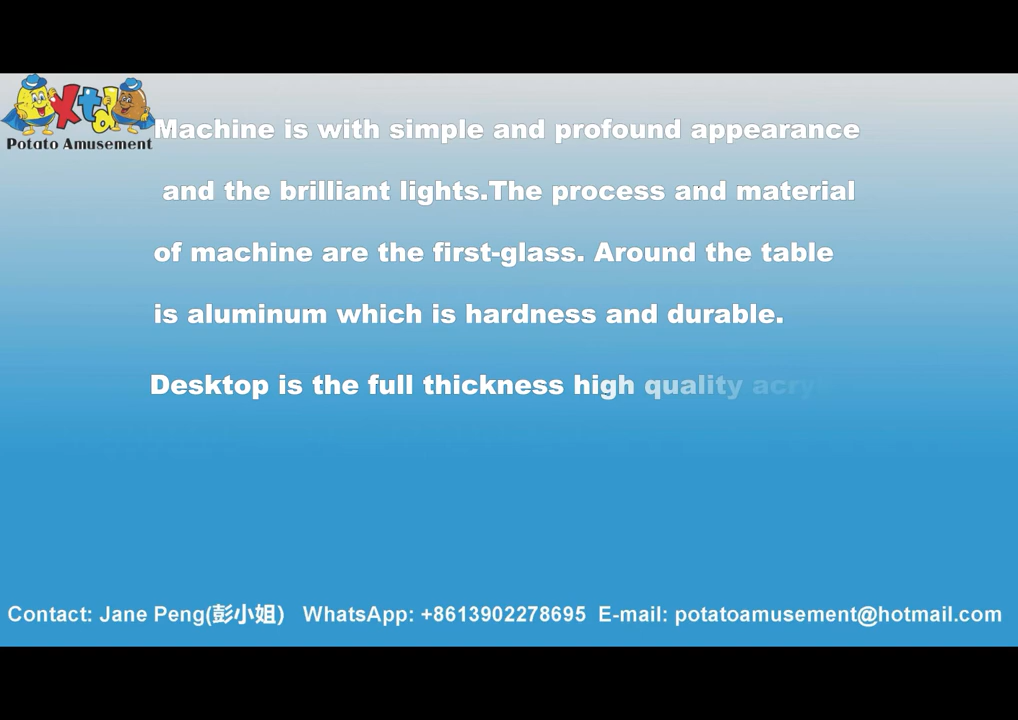 xtd
Potato Amusement
Machine is with simple and profound appearance
and the brilliant lights.The process and material
of machine are the first-glass. Around the table
is aluminum which is hardness and durable.
Desktop is the full thickness high quality
Contact: Jane Peng(彭小姐) WhatsApp: +8613902278695 E-mail: potatoamusement@hotmail.com